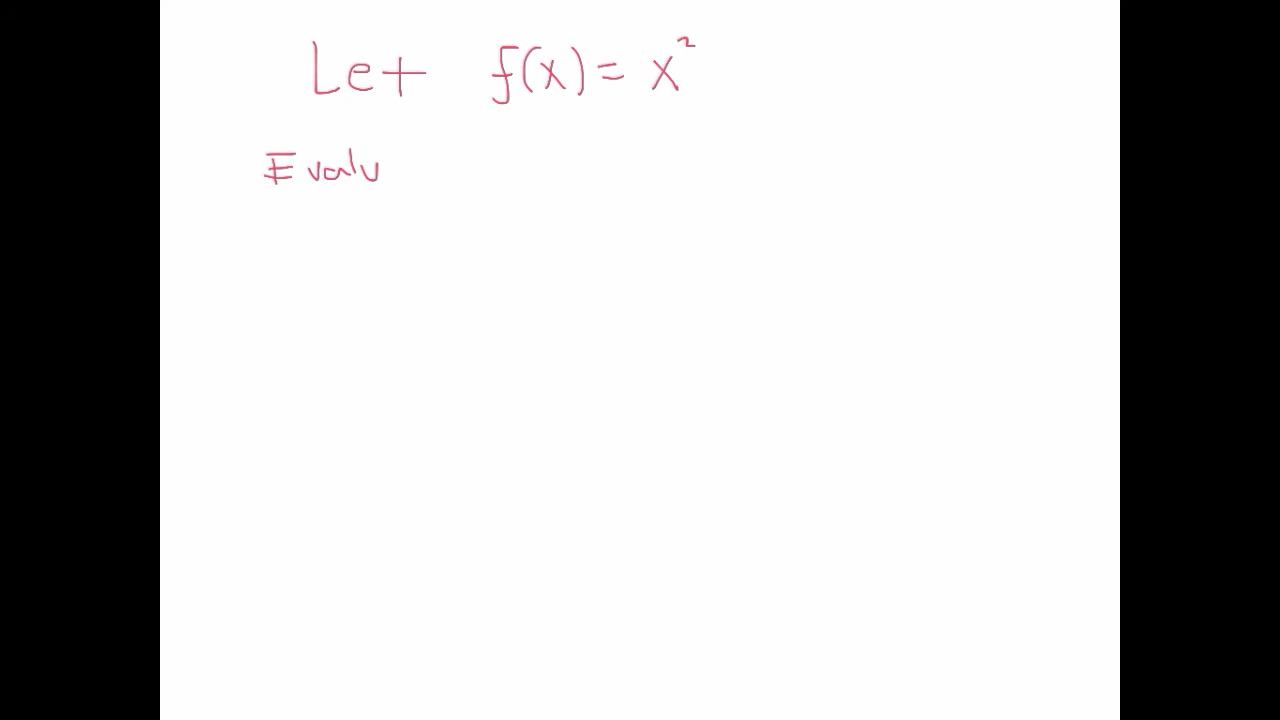 Let f(x) = x²
Evalu